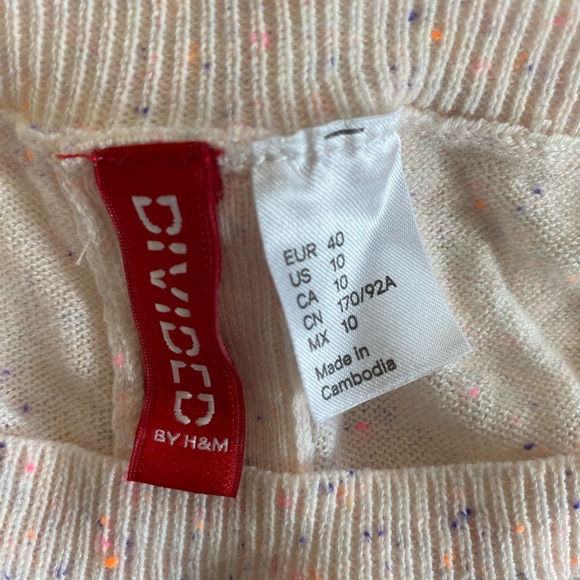 DIVIDED
BY H&M
EUR 40
US 10
CA 10
CN 170/92A
MX 10
Made in
Cambodia